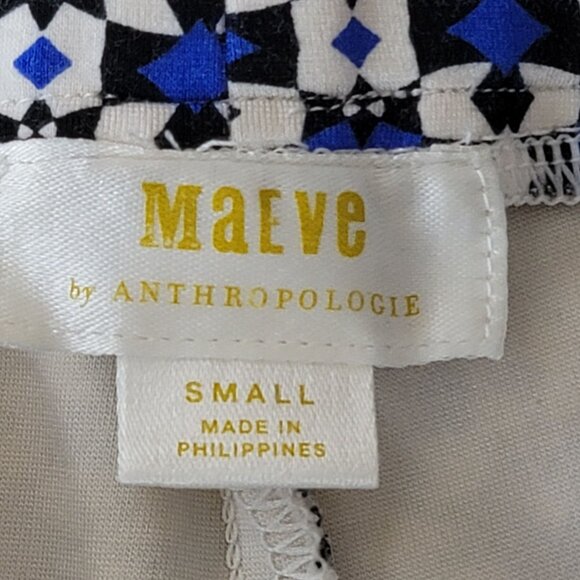 MaEVe
by ANTHROPOLOGIE
SMALL
MADE IN
PHILIPPINES